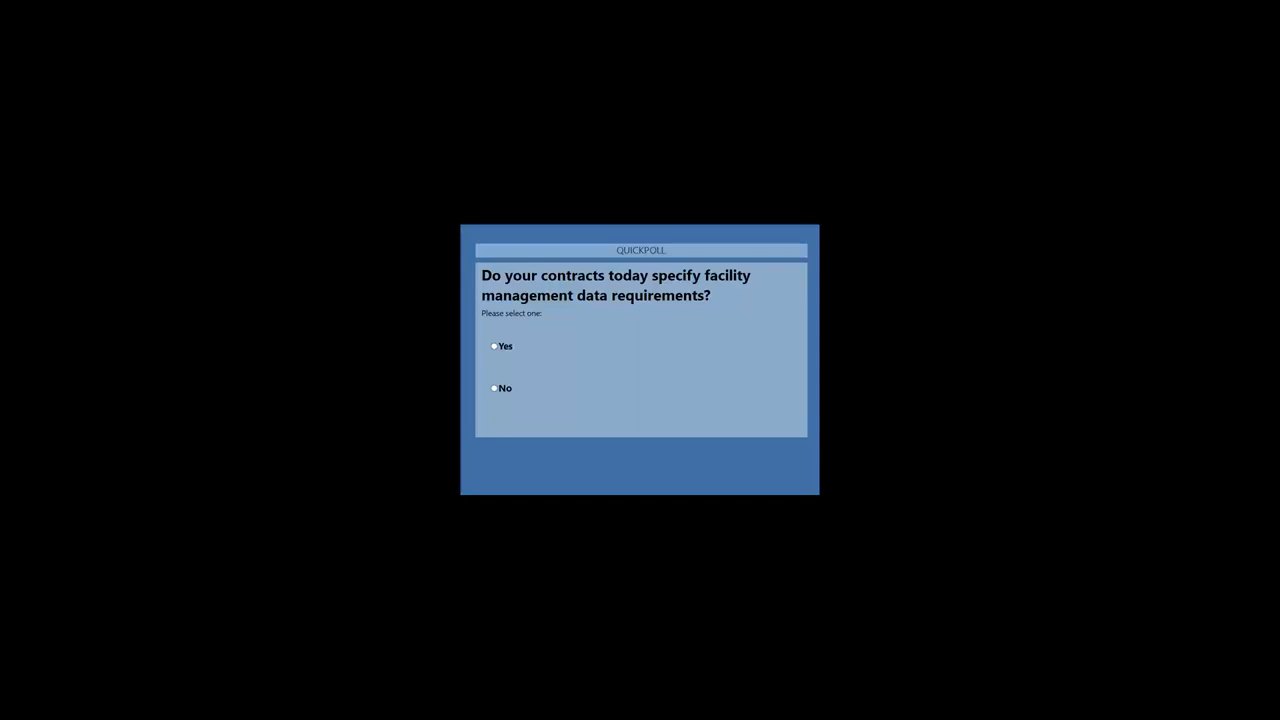 QUICKPOLL
Do your contracts today specify facility
management data requirements?
Please select one:
Yes
No